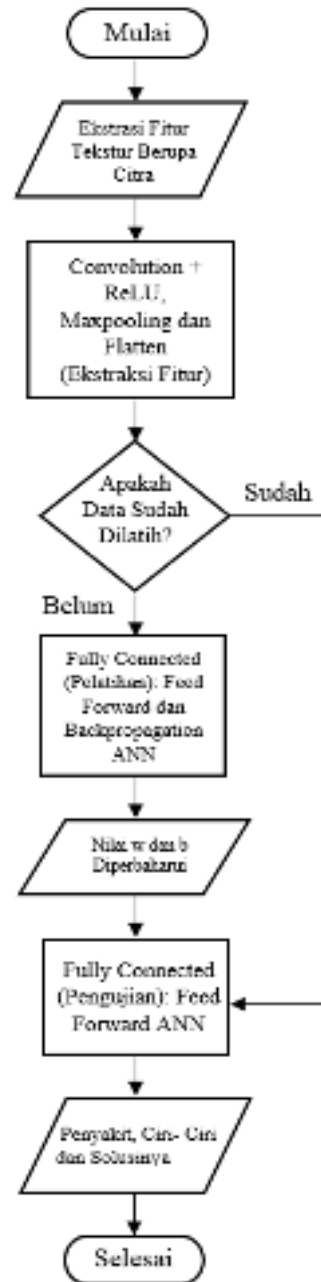 Mulai
Ekstrasi Fitur
Tekstur Berupa
Citra
Convolution +
ReLU,
Maxpooling dan
Flatten
(Ekstraksi Fitur)
Apakah
Data Sudah
Dilatih?
Sudah
Belum
Fully Connected
(Pelatihan): Feed
Forward dan
Backpropagation
ANN
Nilai w dan b
Diperbaharui
Fully Connected
(Pengujian): Feed
Forward ANN
Penyakit, Ciri- Ciri
dan Solusinya
Selesai